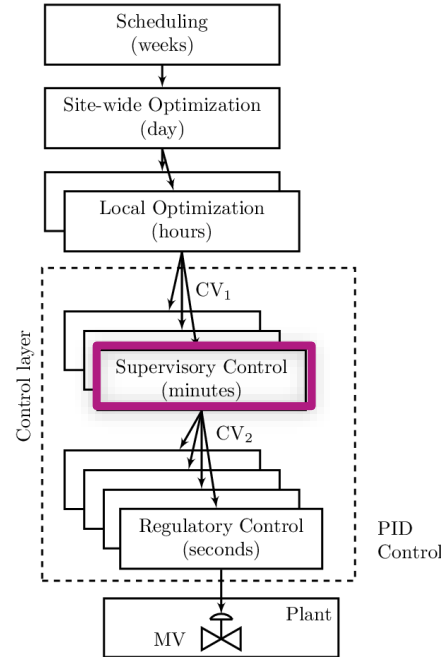 Scheduling
(weeks)
Site-wide Optimization
(day)
Local Optimization
(hours)
CV1
Control layer
Supervisory Control
(minutes)
CV2
Regulatory Control
(seconds)
PID
Control
Plant
MV